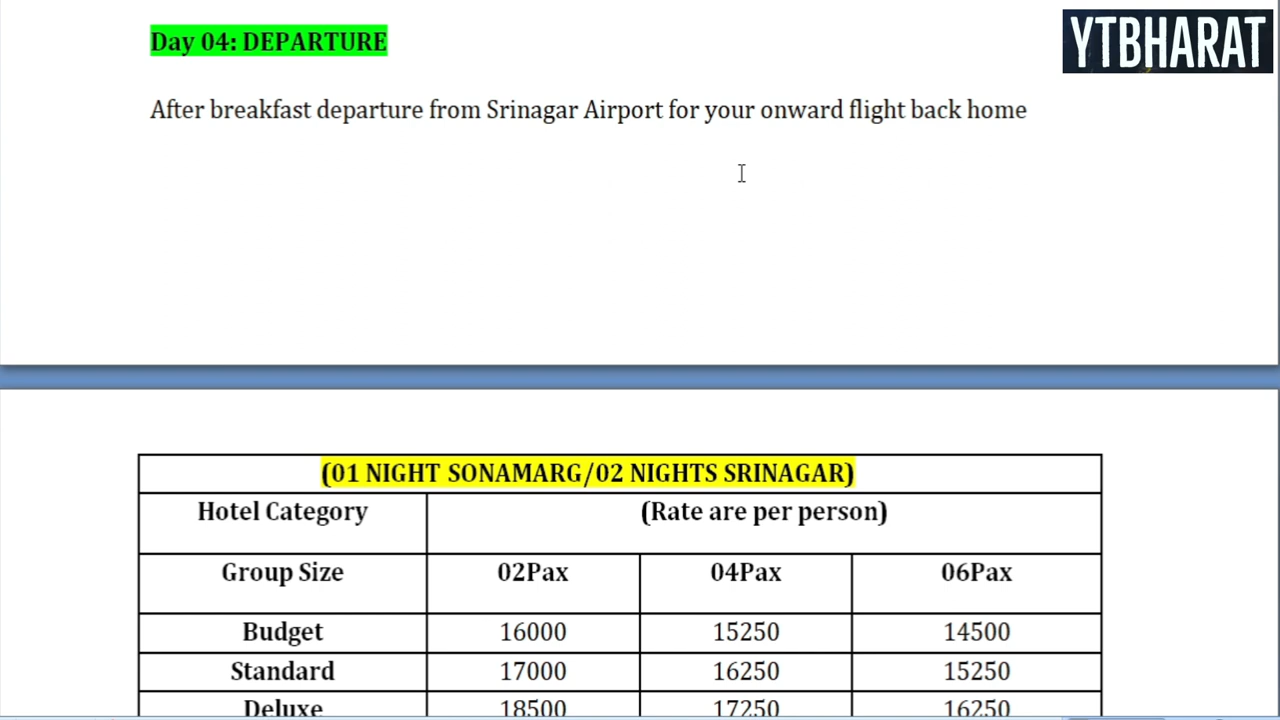 YTBHARAT
Day 04: DEPARTURE
After breakfast departure from Srinagar Airport for your onward flight back home
(01 NIGHT SONAMARG/02 NIGHTS SRINAGAR)
Hotel Category (Rate are per person)
Group Size 02Pax 04Pax 06Pax
Budget 16000 15250 14500
Standard 17000 16250 15250
Deluxe 18500 17250 16250